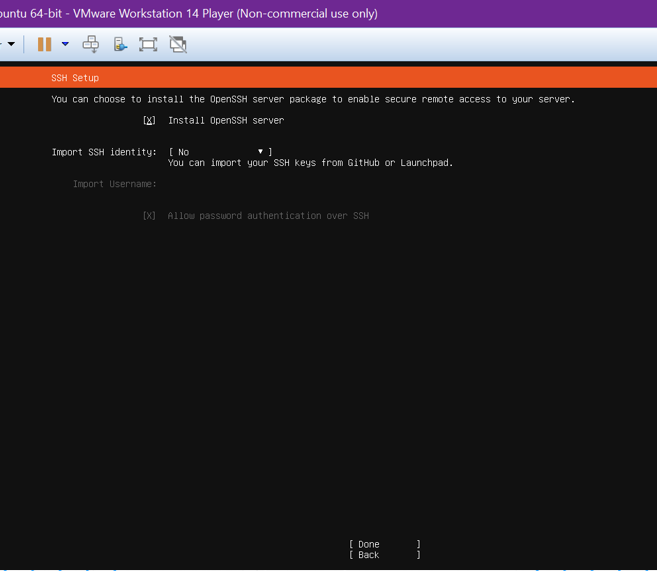 buntu 64-bit - VMware Workstation 14 Player (Non-commercial use only)
SSH Setup
You can choose to install the OpenSSH server package to enable secure remote access to your server.
[X] Install OpenSSH server
Import SSH identity: [ No ▼ ]
You can import your SSH keys from GitHub or Launchpad.
Import Username:
[X] Allow password authentication over SSH
[ Done ]
[ Back ]